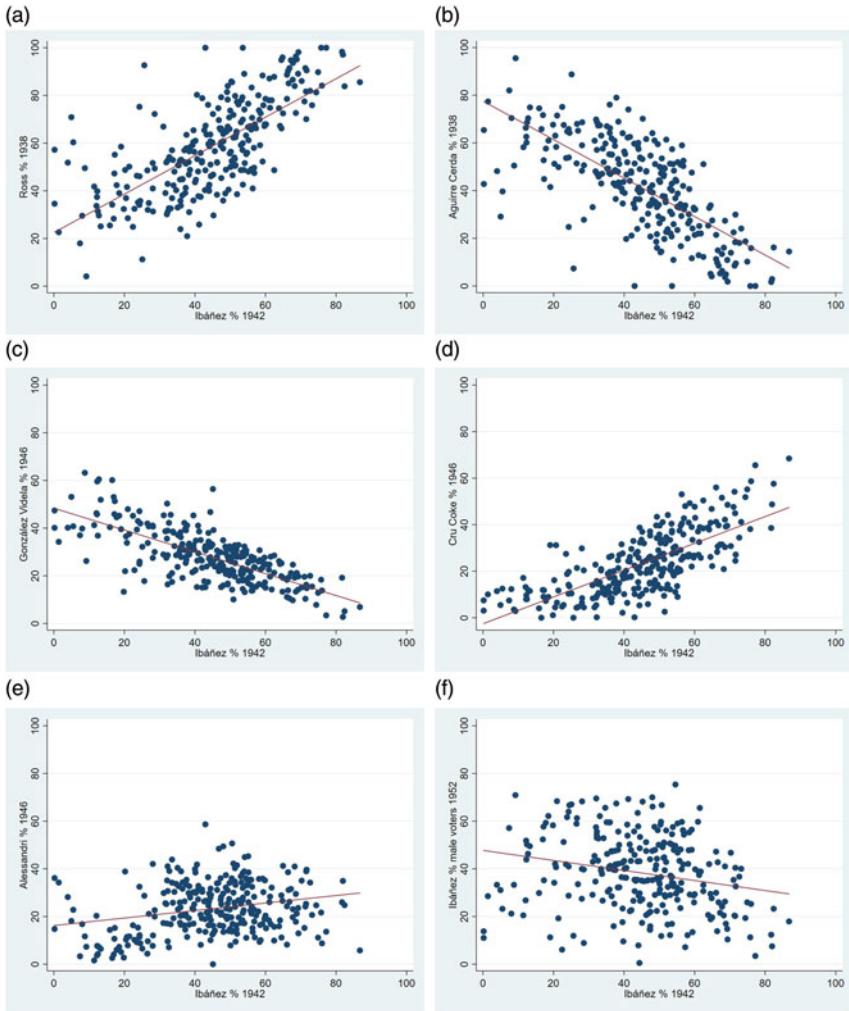 (a)
100
80
60
40
20
0
Ross % 1938
0 20 40 60 80 100
Ibáñez % 1942
(b)
100
80
60
40
20
0
Aguirre Cerda % 1938
0 20 40 60 80 100
Ibáñez % 1942
(c)
100
80
60
40
20
0
González Videla % 1946
0 20 40 60 80 100
Ibáñez % 1942
(d)
100
80
60
40
20
0
Cru Coke % 1946
0 20 40 60 80 100
Ibáñez % 1942
(e)
100
80
60
40
20
0
Alessandri % 1946
0 20 40 60 80 100
Ibáñez % 1942
(f)
100
80
60
40
20
0
Ibáñez % male voters 1952
0 20 40 60 80 100
Ibáñez % 1942